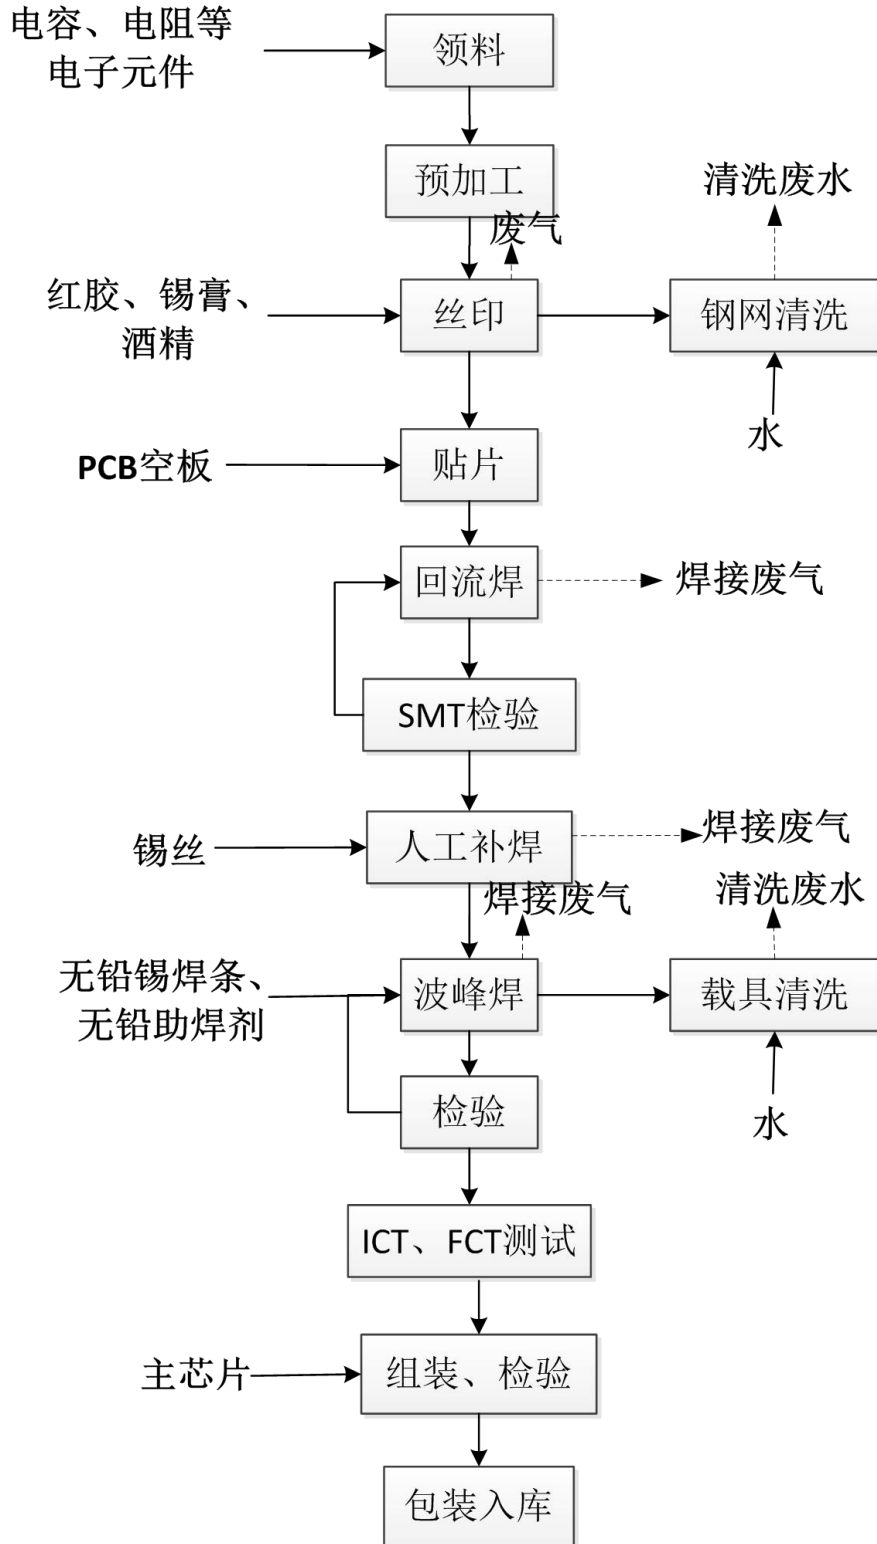 电容、电阻等
电子元件
领料
预加工
清洗废水
废气
红胶、锡膏、
酒精
丝印
钢网清洗
水
PCB空板
贴片
回流焊
焊接废气
SMT检验
锡丝
人工补焊
焊接废气
焊接废气
清洗废水
无铅锡焊条、
无铅助焊剂
波峰焊
载具清洗
检验
水
ICT、FCT测试
主芯片
组装、检验
包装入库